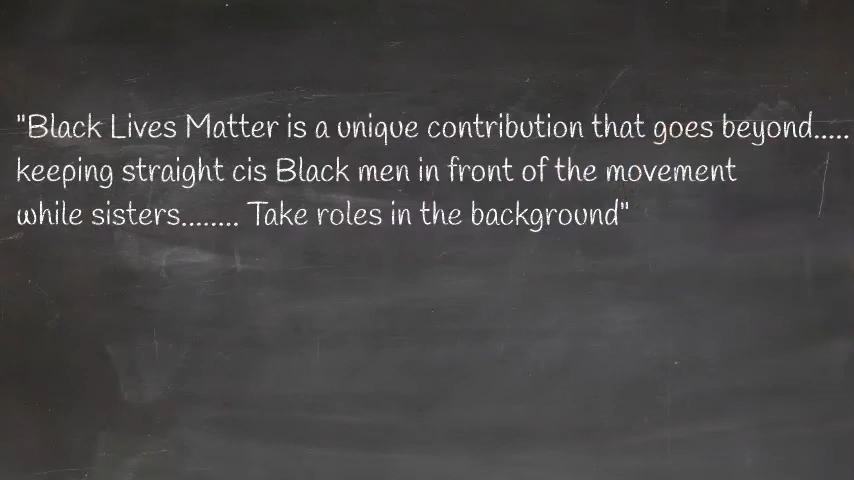 "Black Lives Matter is a unique contribution that goes beyond.....
keeping straight cis Black men in front of the movement
while sisters........ Take roles in the background"